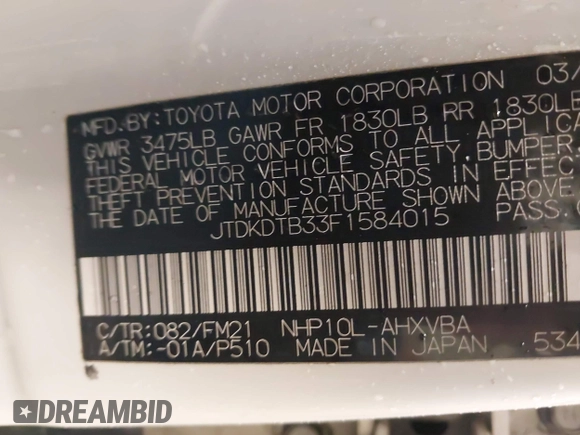 MFD.BY:TOYOTA MOTOR CORPORATION 03/
GVWR 3475LB GAWR FR 1830LB RR 1830LB
THIS VEHICLE CONFORMS TO ALL APPLICA
FEDERAL MOTOR VEHICLE SAFETY, BUMPER,
THEFT PREVENTION STANDARDS IN EFFECT
THE DATE OF MANUFACTURE SHOWN ABOVE.
JTDKDTB33F1584015 PASS.
C/TR:082/FM21 NHP10L-AHXVBA
A/TM:-01A/P510 MADE IN JAPAN 534
DREAMBID